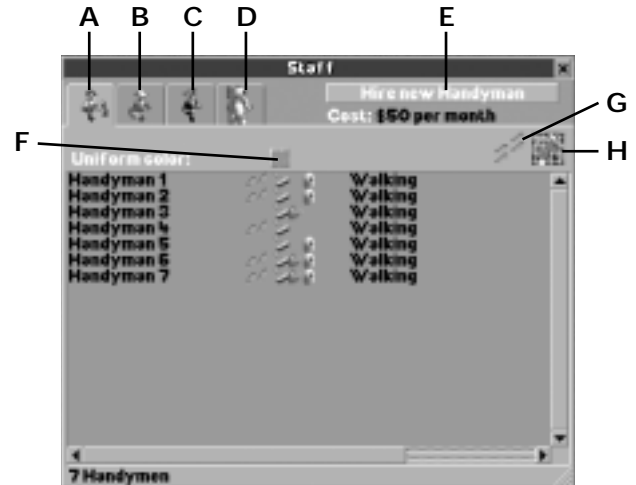 A B C D E
Staff
Hire new Handyman
Cost: $50 per month
G
F
H
Uniform color:
Handyman 1 Walking
Handyman 2 Walking
Handyman 3 Walking
Handyman 4 Walking
Handyman 5 Walking
Handyman 6 Walking
Handyman 7 Walking
7 Handymen